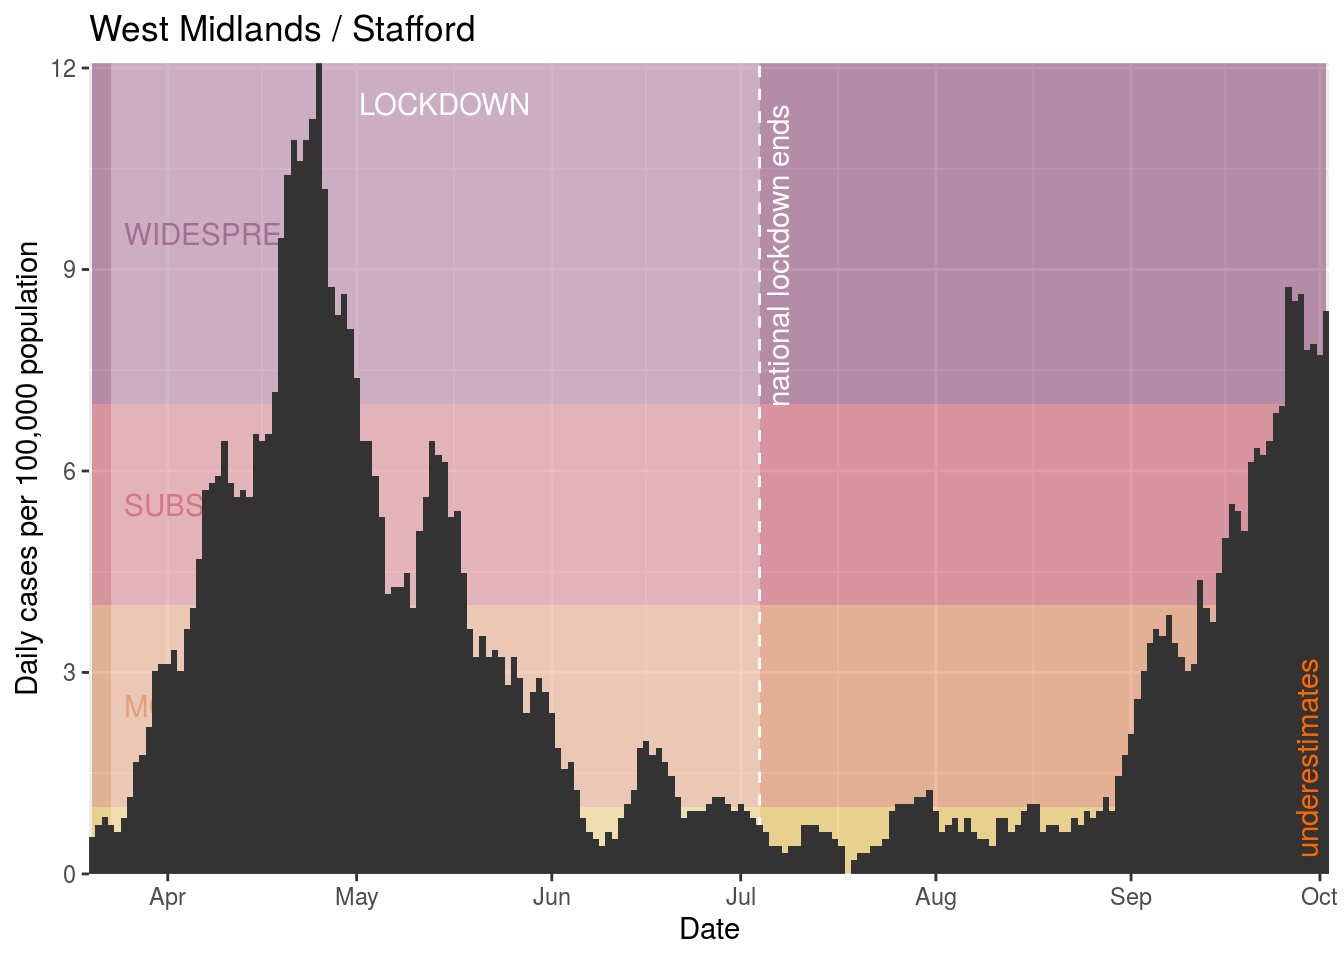 West Midlands / Stafford
Daily cases per 100,000 population
12
9
6
3
0
LOCKDOWN
WIDESPRE
SUBS
national lockdown ends
underestimates
Apr
May
Jun
Jul
Aug
Sep
Oct
Date